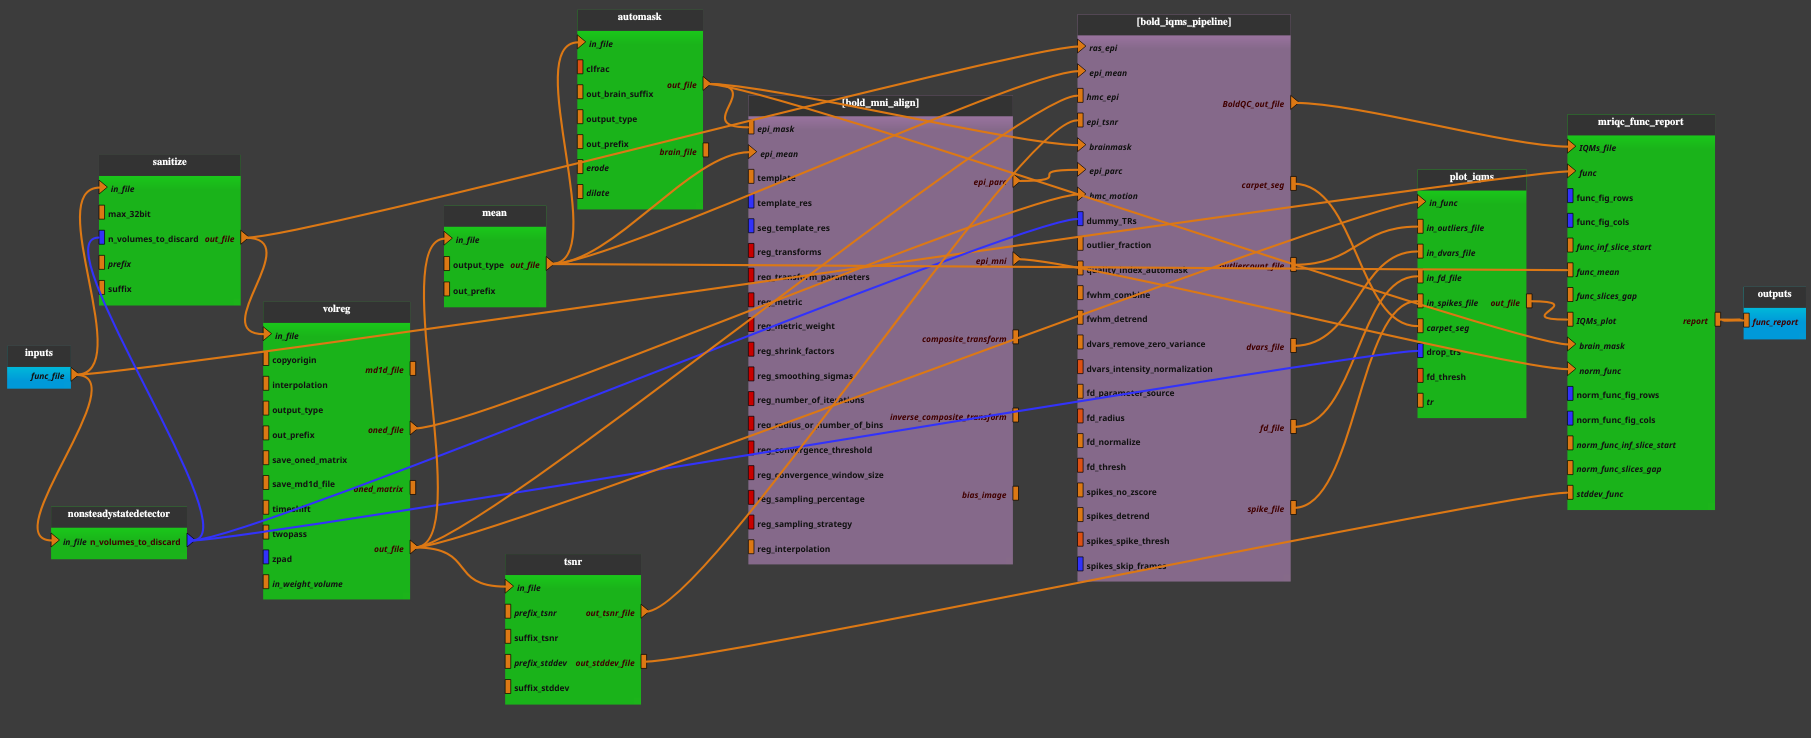 inputs
func_file
sanitize
in_file
max_32bit
n_volumes_to_discard
out_file
prefix
suffix
nonsteadystatedetector
in_file
n_volumes_to_discard
volreg
in_file
copyorigin
interpolation
output_type
out_prefix
save_oned_matrix
save_md1d_file
timeshift
twopass
zpad
in_weight_volume
md1d_file
oned_file
oned_matrix
out_file
mean
in_file
output_type
out_file
out_prefix
tsnr
in_file
prefix_tsnr
suffix_tsnr
prefix_stddev
suffix_stddev
out_tsnr_file
out_stddev_file
automask
in_file
clfrac
out_brain_suffix
output_type
out_prefix
erode
dilate
out_file
brain_file
[bold_mni_align]
epi_mask
epi_mean
template
template_res
seg_template_res
reg_transforms
reg_transform_parameters
reg_metric
reg_metric_weight
reg_shrink_factors
reg_smoothing_sigmas
reg_number_of_iterations
reg_radius_or_number_of_bins
reg_convergence_threshold
reg_convergence_window_size
reg_sampling_percentage
reg_sampling_strategy
reg_interpolation
epi_parc
epi_mni
composite_transform
inverse_composite_transform
bias_image
[bold_iqms_pipeline]
ras_epi
epi_mean
hmc_epi
epi_tsnr
brainmask
epi_parc
hmc_motion
dummy_TRs
outlier_fraction
quality_index_automask
fwhm_combine
fwhm_detrend
dvars_remove_zero_variance
dvars_intensity_normalization
fd_parameter_source
fd_radius
fd_normalize
fd_thresh
spikes_no_zscore
spikes_detrend
spikes_spike_thresh
spikes_skip_frames
BoldQC_out_file
carpet_seg
outliercount_file
dvars_file
fd_file
spike_file
plot_iqms
in_func
in_outliers_file
in_dvars_file
in_fd_file
in_spikes_file
carpet_seg
drop_trs
fd_thresh
tr
out_file
mriqc_func_report
IQMs_file
func
func_fig_rows
func_fig_cols
func_inf_slice_start
func_mean
func_slices_gap
IQMs_plot
brain_mask
norm_func
norm_func_fig_rows
norm_func_fig_cols
norm_func_inf_slice_start
norm_func_slices_gap
stddev_func
report
outputs
func_report